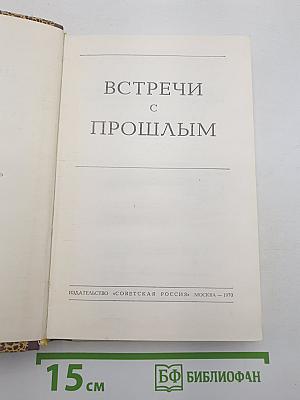 ВСТРЕЧИ
С
ПРОШЛЫМ
ИЗДАТЕЛЬСТВО «СОВЕТСКАЯ РОССИЯ» МОСКВА — 1970
15 см
БФ БИБЛИОФАН